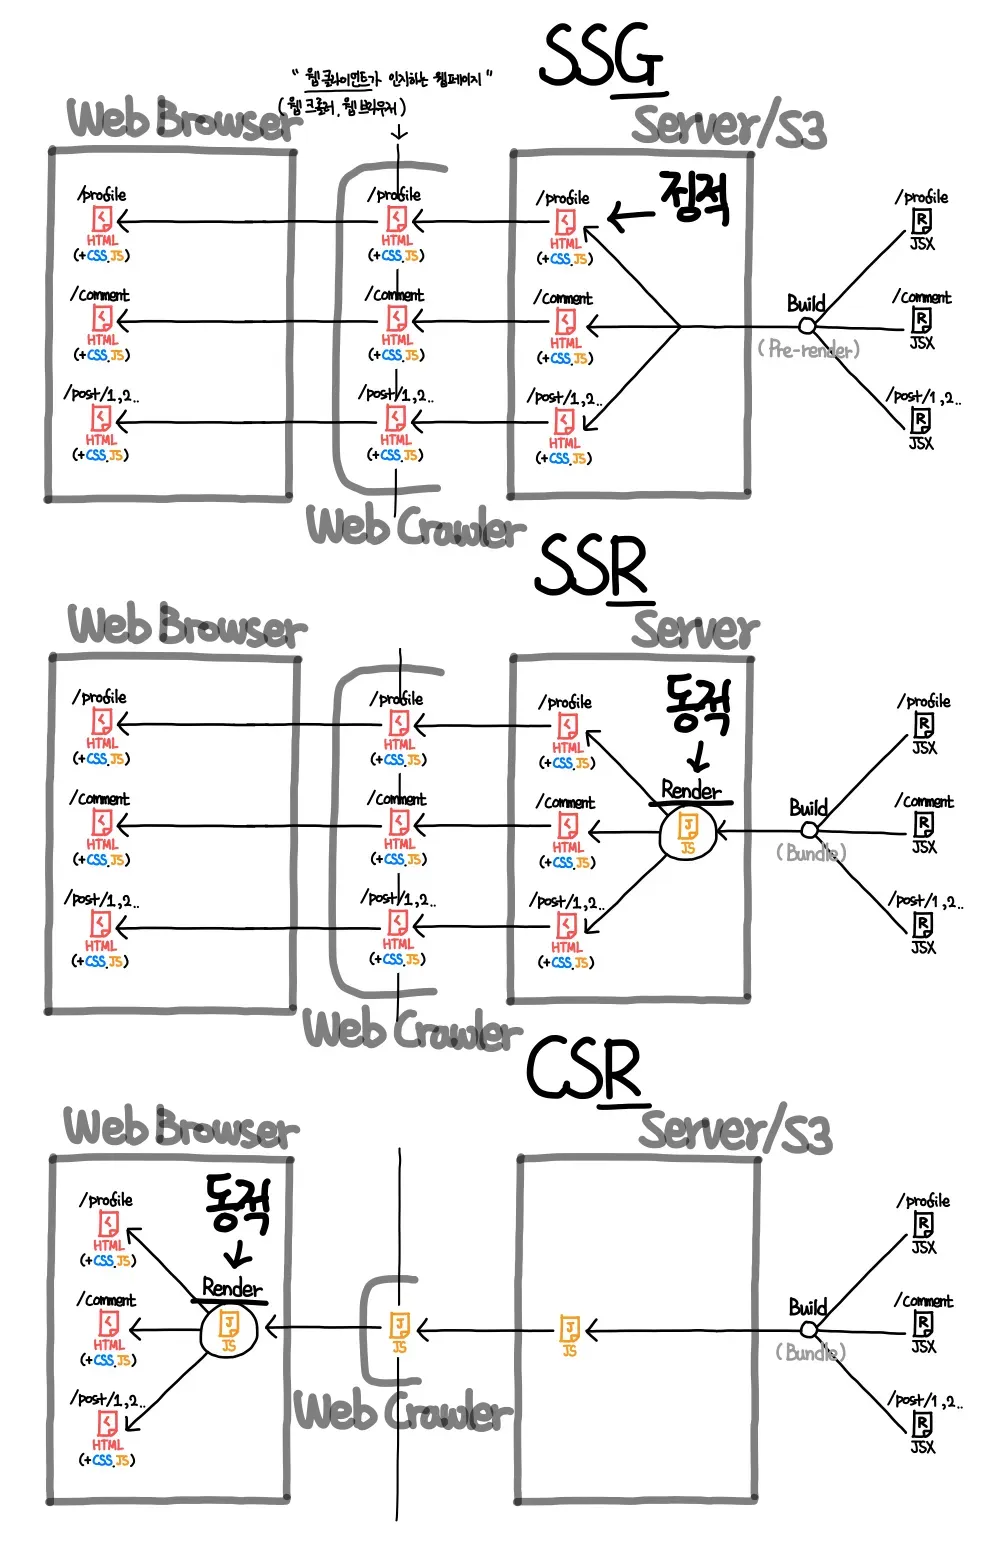 SSG
"웹 클라이언트가 인지하는 웹페이지"
(웹 크롤러, 웹 브라우저)
Web Browser
Server/S3
정적
/profile
HTML
(+CSS,JS)
/comment
HTML
(+CSS,JS)
/post/1,2..
HTML
(+CSS,JS)
/profile
HTML
(+CSS,JS)
/comment
HTML
(+CSS,JS)
/post/1,2..
HTML
(+CSS,JS)
Web Crawler
/profile
HTML
(+CSS,JS)
/comment
HTML
(+CSS,JS)
/post/1,2..
HTML
(+CSS,JS)
Build
(Pre-render)
/profile
R
JSX
/comment
R
JSX
/post/1,2..
R
JSX
SSR
Web Browser
Server
동적
Render
J
JS
/profile
HTML
(+CSS,JS)
/comment
HTML
(+CSS,JS)
/post/1,2..
HTML
(+CSS,JS)
/profile
HTML
(+CSS,JS)
/comment
HTML
(+CSS,JS)
/post/1,2..
HTML
(+CSS,JS)
Web Crawler
/profile
HTML
(+CSS,JS)
/comment
HTML
(+CSS,JS)
/post/1,2..
HTML
(+CSS,JS)
Build
(Bundle)
/profile
R
JSX
/comment
R
JSX
/post/1,2..
R
JSX
CSR
Web Browser
Server/S3
동적
Render
J
JS
/profile
HTML
(+CSS,JS)
/comment
HTML
(+CSS,JS)
/post/1,2..
HTML
(+CSS,JS)
J
JS
Web Crawler
J
JS
Build
(Bundle)
/profile
R
JSX
/comment
R
JSX
/post/1,2..
R
JSX